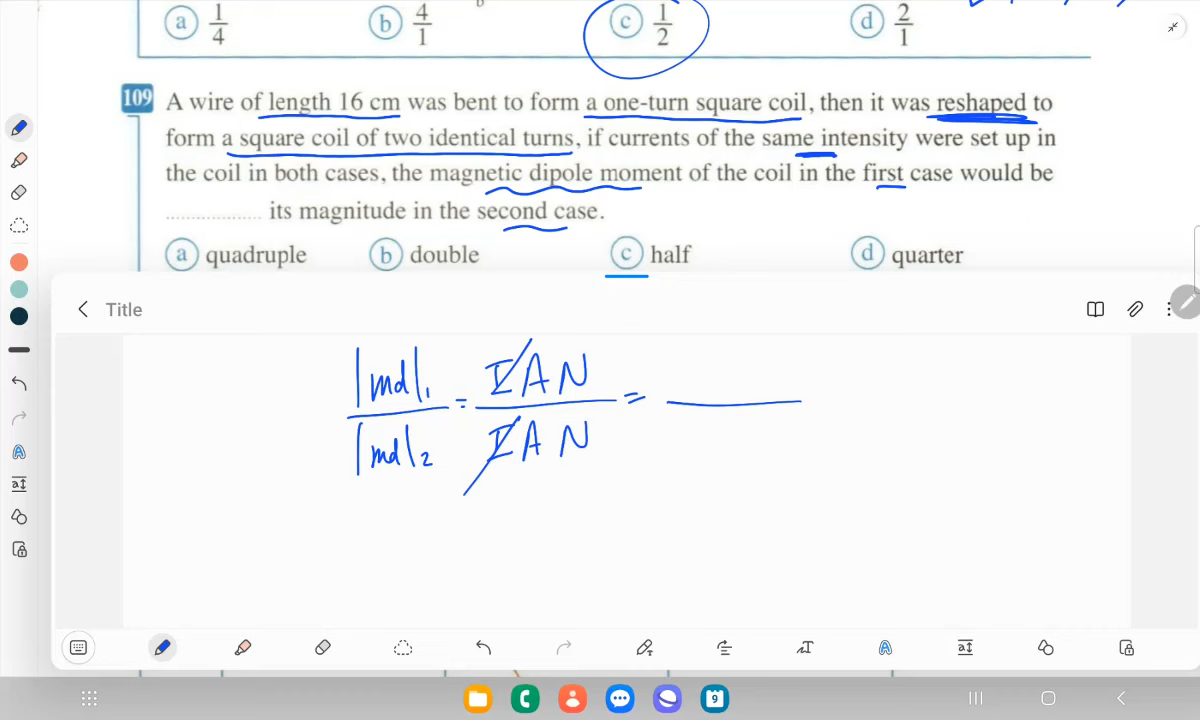 a 1/4 b 4/1 c 1/2 d 2/1
109 A wire of length 16 cm was bent to form a one-turn square coil, then it was reshaped to
form a square coil of two identical turns, if currents of the same intensity were set up in
the coil in both cases, the magnetic dipole moment of the coil in the first case would be
.................. its magnitude in the second case.
a quadruple b double c half d quarter
Title
|md|₁ / |md|₂ = IAN / IAN =
9